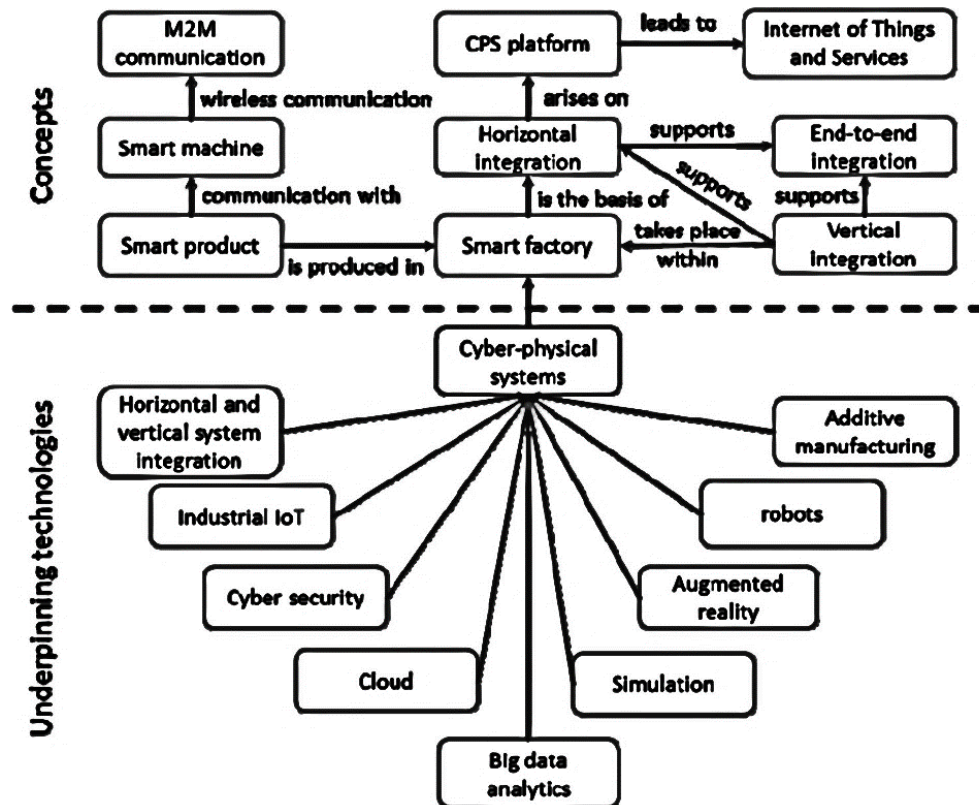 M2M
communication
CPS platform
leads to
Internet of Things
and Services
wireless communication
arises on
Concepts
Smart machine
Horizontal
integration
supports
End-to-end
integration
communication with
is the basis of
supports
supports
Smart product
is produced in
Smart factory
takes place
within
Vertical
integration
Cyber-physical
systems
Underpinning technologies
Horizontal and
vertical system
integration
Additive
manufacturing
Industrial IoT
robots
Cyber security
Augmented
reality
Cloud
Simulation
Big data
analytics